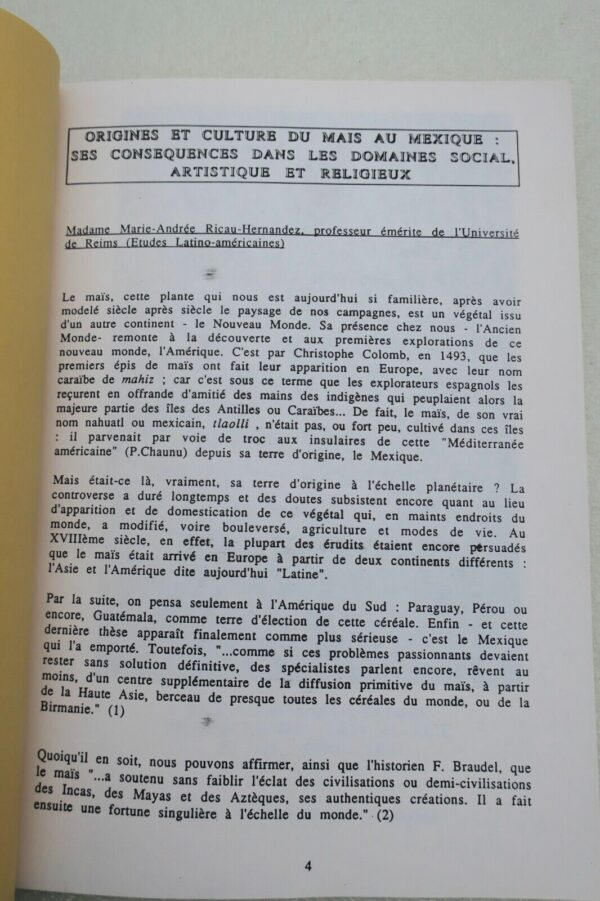 ORIGINES ET CULTURE DU MAIS AU MEXIQUE :
SES CONSEQUENCES DANS LES DOMAINES SOCIAL,
ARTISTIQUE ET RELIGIEUX
Madame Marie-Andrée Ricau-Hernandez, professeur émérite de l'Université
de Reims (Etudes Latino-américaines)
Le maïs, cette plante qui nous est aujourd'hui si familière, après avoir
modelé siècle après siècle le paysage de nos campagnes, est un végétal issu
d'un autre continent - le Nouveau Monde. Sa présence chez nous - l'Ancien
Monde- remonte à la découverte et aux premières explorations de ce
nouveau monde, l'Amérique. C'est par Christophe Colomb, en 1493, que les
premiers épis de maïs ont fait leur apparition en Europe, avec leur nom
caraïbe de mahiz ; car c'est sous ce terme que les explorateurs espagnols les
reçurent en offrande d'amitié des mains des indigènes qui peuplaient alors la
majeure partie des îles des Antilles ou Caraïbes... De fait, le maïs, de son vrai
nom nahuatl ou mexicain, tlaolli , n'était pas, ou fort peu, cultivé dans ces îles
: il parvenait par voie de troc aux insulaires de cette "Méditerranée
américaine" (P.Chaunu) depuis sa terre d'origine, le Mexique.
Mais était-ce là, vraiment, sa terre d'origine à l'échelle planétaire ? La
controverse a duré longtemps et des doutes subsistent encore quant au lieu
d'apparition et de domestication de ce végétal qui, en maints endroits du
monde, a modifié, voire bouleversé, agriculture et modes de vie. Au
XVIIIème siècle, en effet, la plupart des érudits étaient encore persuadés
que le maïs était arrivé en Europe à partir de deux continents différents :
l'Asie et l'Amérique dite aujourd'hui "Latine".
Par la suite, on pensa seulement à l'Amérique du Sud : Paraguay, Pérou ou
encore, Guatémala, comme terre d'élection de cette céréale. Enfin - et cette
dernière thèse apparaît finalement comme plus sérieuse - c'est le Mexique
qui l'a emporté. Toutefois, "...comme si ces problèmes passionnants devaient
rester sans solution définitive, des spécialistes parlent encore, rêvent au
moins, d'un centre supplémentaire de la diffusion primitive du maïs, à partir
de la Haute Asie, berceau de presque toutes les céréales du monde, ou de la
Birmanie." (1)
Quoiqu'il en soit, nous pouvons affirmer, ainsi que l'historien F. Braudel, que
le maïs "...a soutenu sans faiblir l'éclat des civilisations ou demi-civilisations
des Incas, des Mayas et des Aztèques, ses authentiques créations. Il a fait
ensuite une fortune singulière à l'échelle du monde." (2)
4